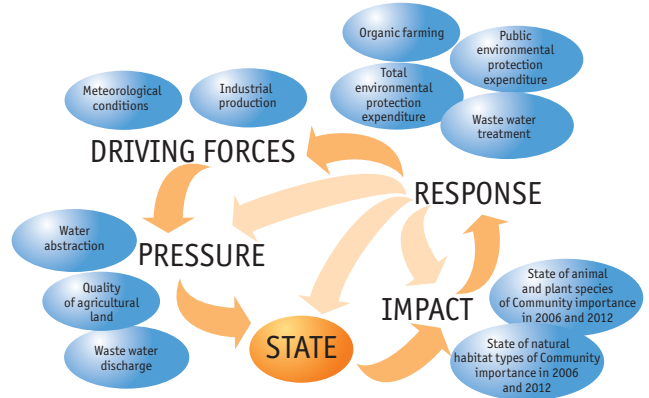 Organic farming
Public
environmental
protection
expenditure
Total
environmental
protection
expenditure
Waste water
treatment
Meteorological
conditions
Industrial
production
DRIVING FORCES
RESPONSE
Water
abstraction
PRESSURE
Quality
of agricultural
land
Waste water
discharge
STATE
IMPACT
State of animal
and plant species
of Community importance
in 2006 and 2012
State of natural
habitat types of Community
importance in 2006
and 2012